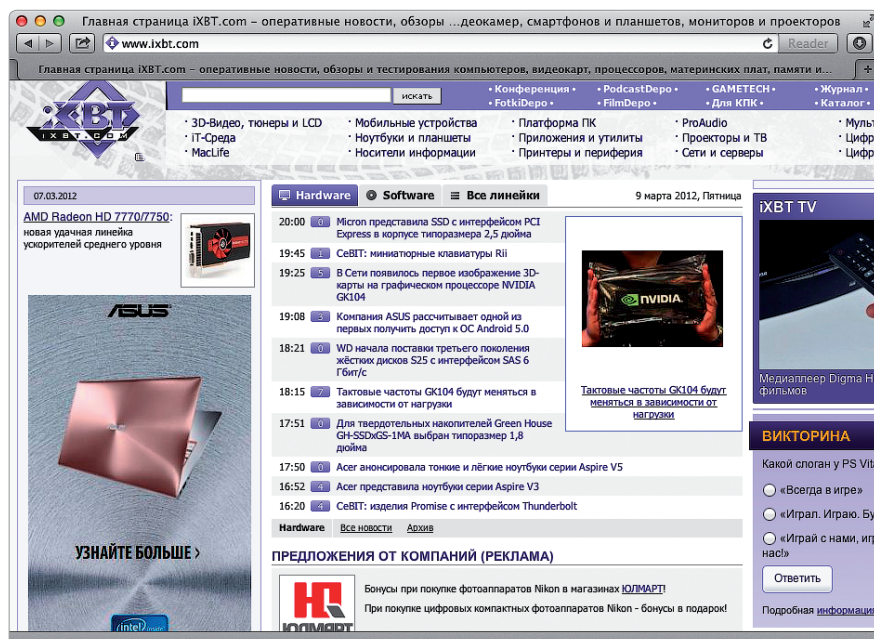 Главная страница iXBT.com – оперативные новости, обзоры ...деокамер, смартфонов и планшетов, мониторов и проекторов
www.ixbt.com
Reader
Главная страница iXBT.com – оперативные новости, обзоры и тестирования компьютеров, видеокарт, процессоров, материнских плат, памяти и...
iXBT
iXBT.COM
искать
• Конференция • • PodcastDepo • • GAMETECH • • Журнал •
• FotkiDepo • • FilmDepo • • Для КПК • • Каталог •
· 3D-Видео, тюнеры и LCD · Мобильные устройства · Платформа ПК · ProAudio · Муль
· iT-Среда · Ноутбуки и планшеты · Приложения и утилиты · Проекторы и ТВ · Цифр
· MacLife · Носители информации · Принтеры и периферия · Сети и серверы · Цифр
07.03.2012
AMD Radeon HD 7770/7750:
новая удачная линейка
ускорителей среднего уровня
ASUS
УЗНАЙТЕ БОЛЬШЕ ›
intel
Hardware Software Все линейки 9 марта 2012, Пятница
20:00 0 Micron представила SSD с интерфейсом PCI
Express в корпусе типоразмера 2,5 дюйма
19:45 1 CeBIT: миниатюрные клавиатуры Rii
19:25 5 В Сети появилось первое изображение 3D-
карты на графическом процессоре NVIDIA
GK104
19:08 3 Компания ASUS рассчитывает одной из
первых получить доступ к ОС Android 5.0
18:21 0 WD начала поставки третьего поколения
жёстких дисков S25 с интерфейсом SAS 6
Гбит/с
18:15 7 Тактовые частоты GK104 будут меняться в
зависимости от нагрузки
17:51 0 Для твердотельных накопителей Green House
GH-SSDxGS-1MA выбран типоразмер 1,8
дюйма
17:50 0 Acer анонсировала тонкие и лёгкие ноутбуки серии Aspire V5
16:52 4 Acer представила ноутбуки серии Aspire V3
16:20 4 CeBIT: изделия Promise с интерфейсом Thunderbolt
Hardware Все новости Архив
NVIDIA
Тактовые частоты GK104 будут
меняться в зависимости от
нагрузки
ПРЕДЛОЖЕНИЯ ОТ КОМПАНИЙ (РЕКЛАМА)
Ю
ЮЛМАРТ
Бонусы при покупке фотоаппаратов Nikon в магазинах ЮЛМАРТ!
При покупке цифровых компактных фотоаппаратов Nikon - бонусы в подарок!
iXBT TV
Медиаплеер Digma H
фильмов
ВИКТОРИНА
Какой слоган у PS Vita
«Всегда в игре»
«Играл. Играю. Бу
«Играй с нами, игр
нас!»
Ответить
Подробная информация